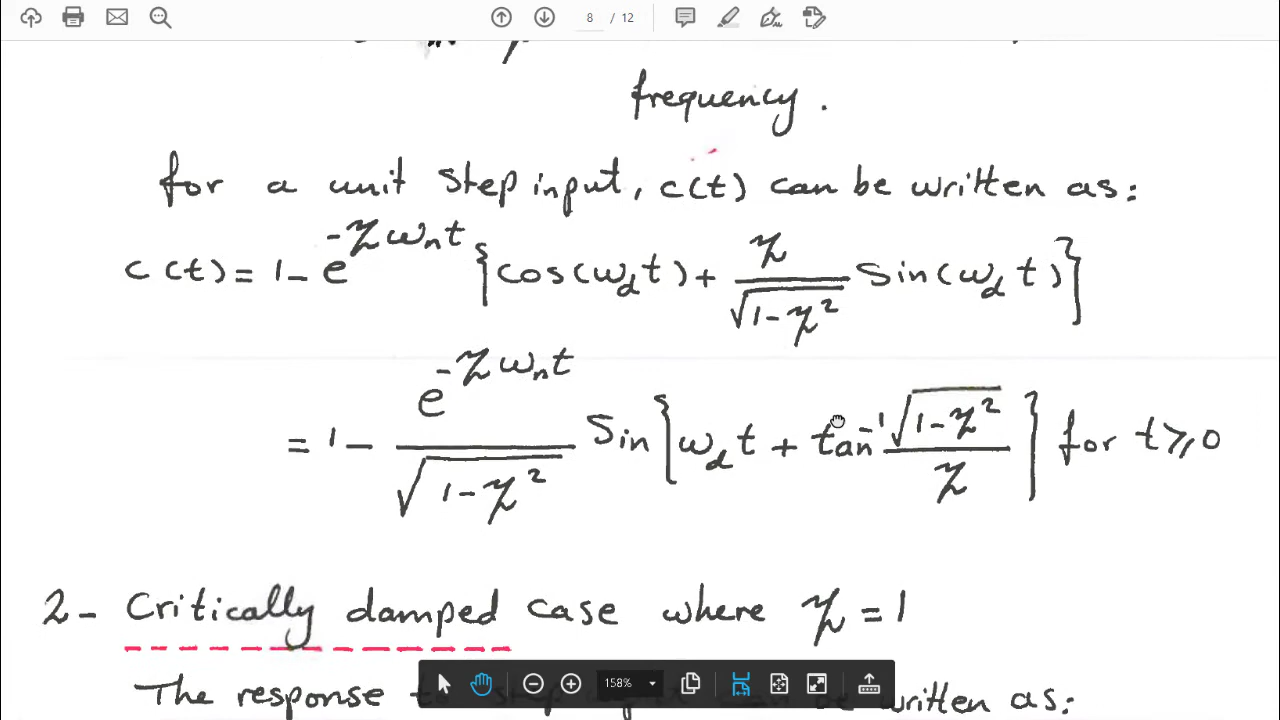 8 / 12
frequency.
for a unit step input, c(t) can be written as:
c(t) = 1 - e^{-ζω_n t} {cos(ω_d t) + ζ/√(1-ζ²) sin(ω_d t)}
= 1 - e^{-ζω_n t}/√(1-ζ²) sin[ω_d t + tan⁻¹ √(1-ζ²)/ζ] for t ≥ 0
2- Critically damped case where ζ = 1
158%
The response written as: